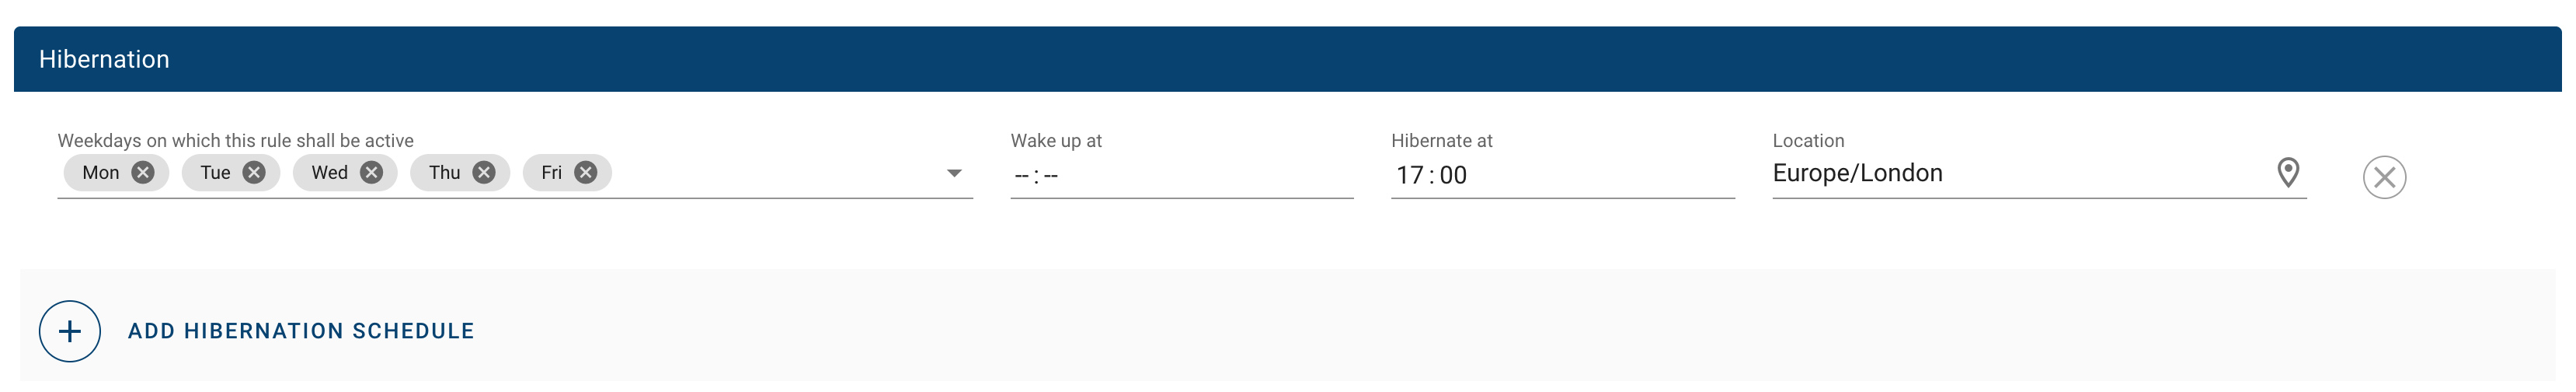 Hibernation
Weekdays on which this rule shall be active
Mon Tue Wed Thu Fri
Wake up at
--:--
Hibernate at
17:00
Location
Europe/London
ADD HIBERNATION SCHEDULE